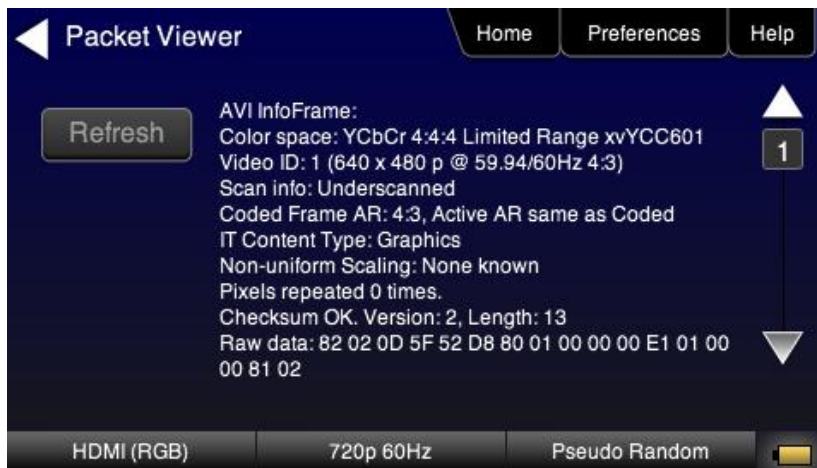 Packet Viewer
Home
Preferences
Help
Refresh
AVI InfoFrame:
Color space: YCbCr 4:4:4 Limited Range xvYCC601
Video ID: 1 (640 x 480 p @ 59.94/60Hz 4:3)
Scan info: Underscanned
Coded Frame AR: 4:3, Active AR same as Coded
IT Content Type: Graphics
Non-uniform Scaling: None known
Pixels repeated 0 times.
Checksum OK. Version: 2, Length: 13
Raw data: 82 02 0D 5F 52 D8 80 01 00 00 00 E1 01 00
00 81 02
1
HDMI (RGB)
720p 60Hz
Pseudo Random